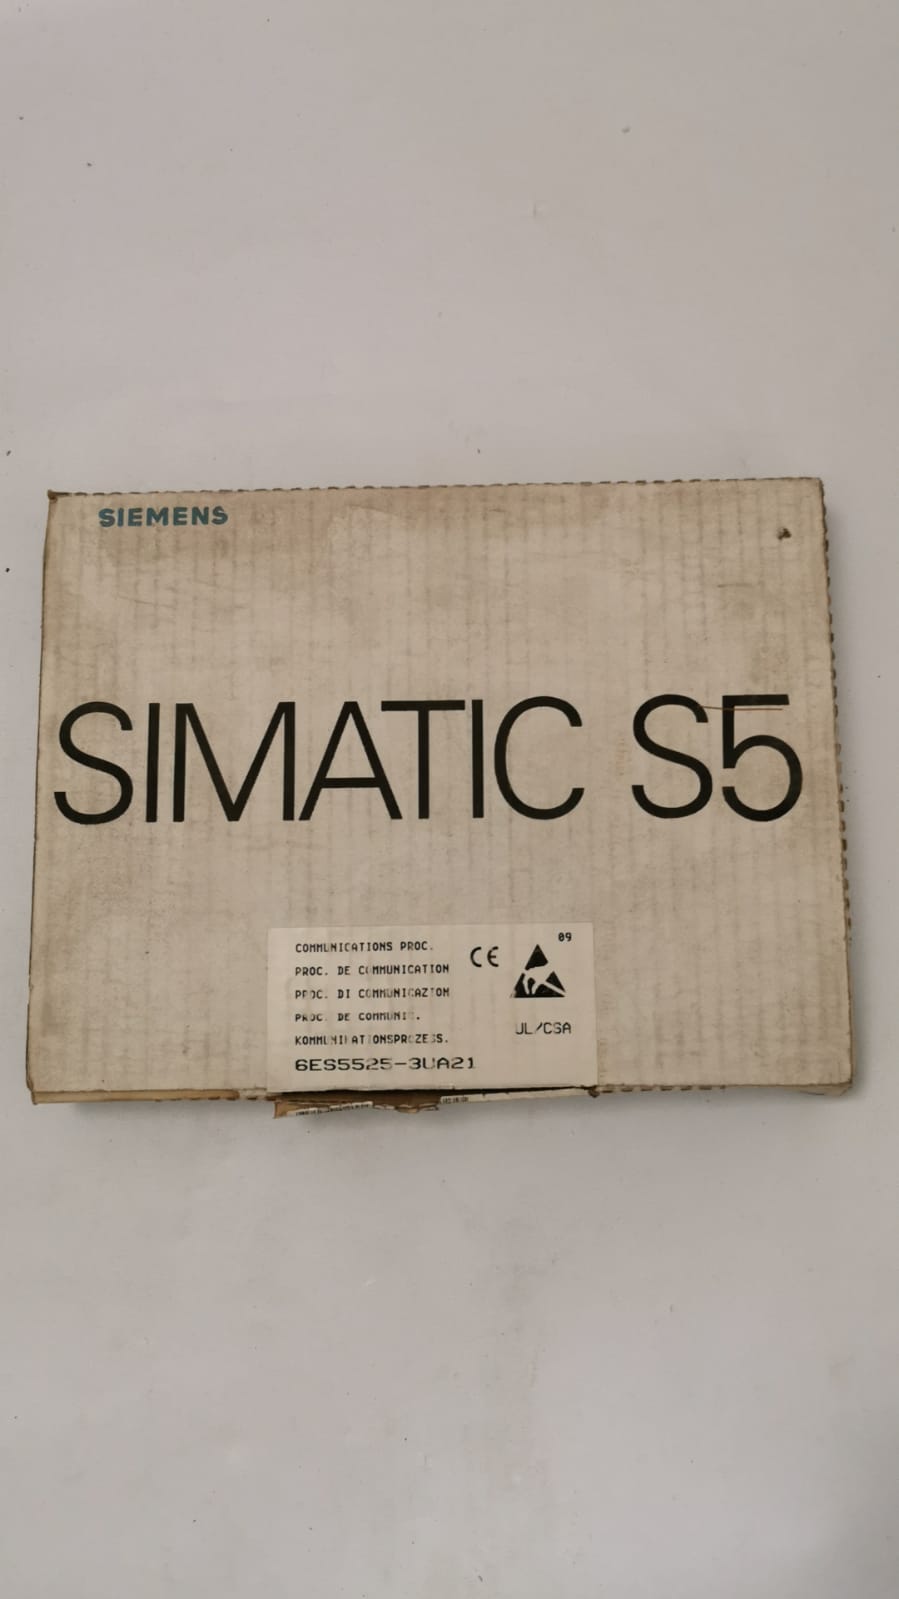 SIEMENS
SIMATIC S5
COMMUNICATIONS PROC.
09
CE
PROC. DE COMMUNICATION
PROC. DI COMMUNICAZIOM
PROC. DE COMMUNIC.
UL/CSA
KOMMUNIKATIONSPROZESS.
6ES5525-3UA21